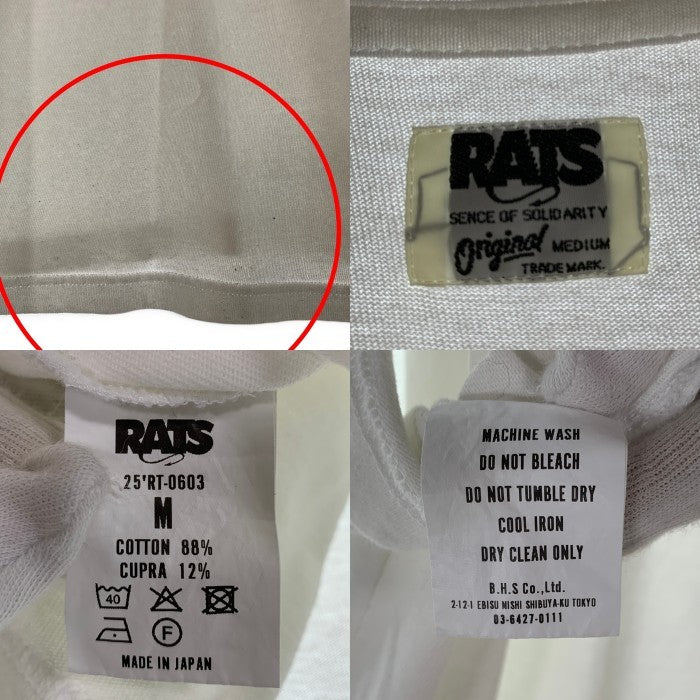 RATS
SENCE OF SOLIDARITY
Original MEDIUM
TRADE MARK.
RATS
25'RT-0603
M
COTTON 88%
CUPRA 12%
40
F
MADE IN JAPAN
MACHINE WASH
DO NOT BLEACH
DO NOT TUMBLE DRY
COOL IRON
DRY CLEAN ONLY
B.H.S Co.,Ltd.
2-12-1 EBISU MISHI SHIBUYA-KU TOKYO
03-6427-0111